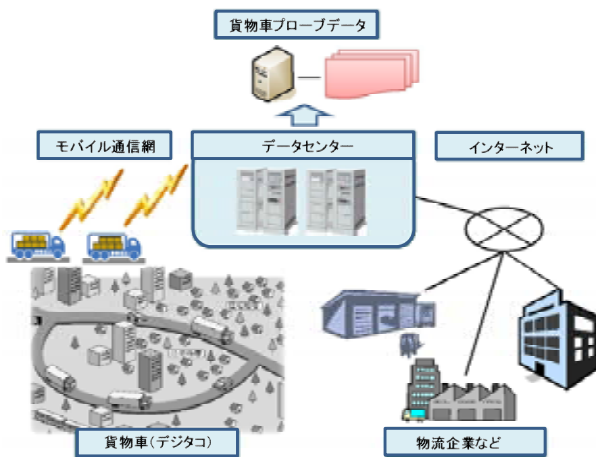 貨物車プローブデータ
モバイル通信網
データセンター
インターネット
貨物車(デジタコ)
物流企業など